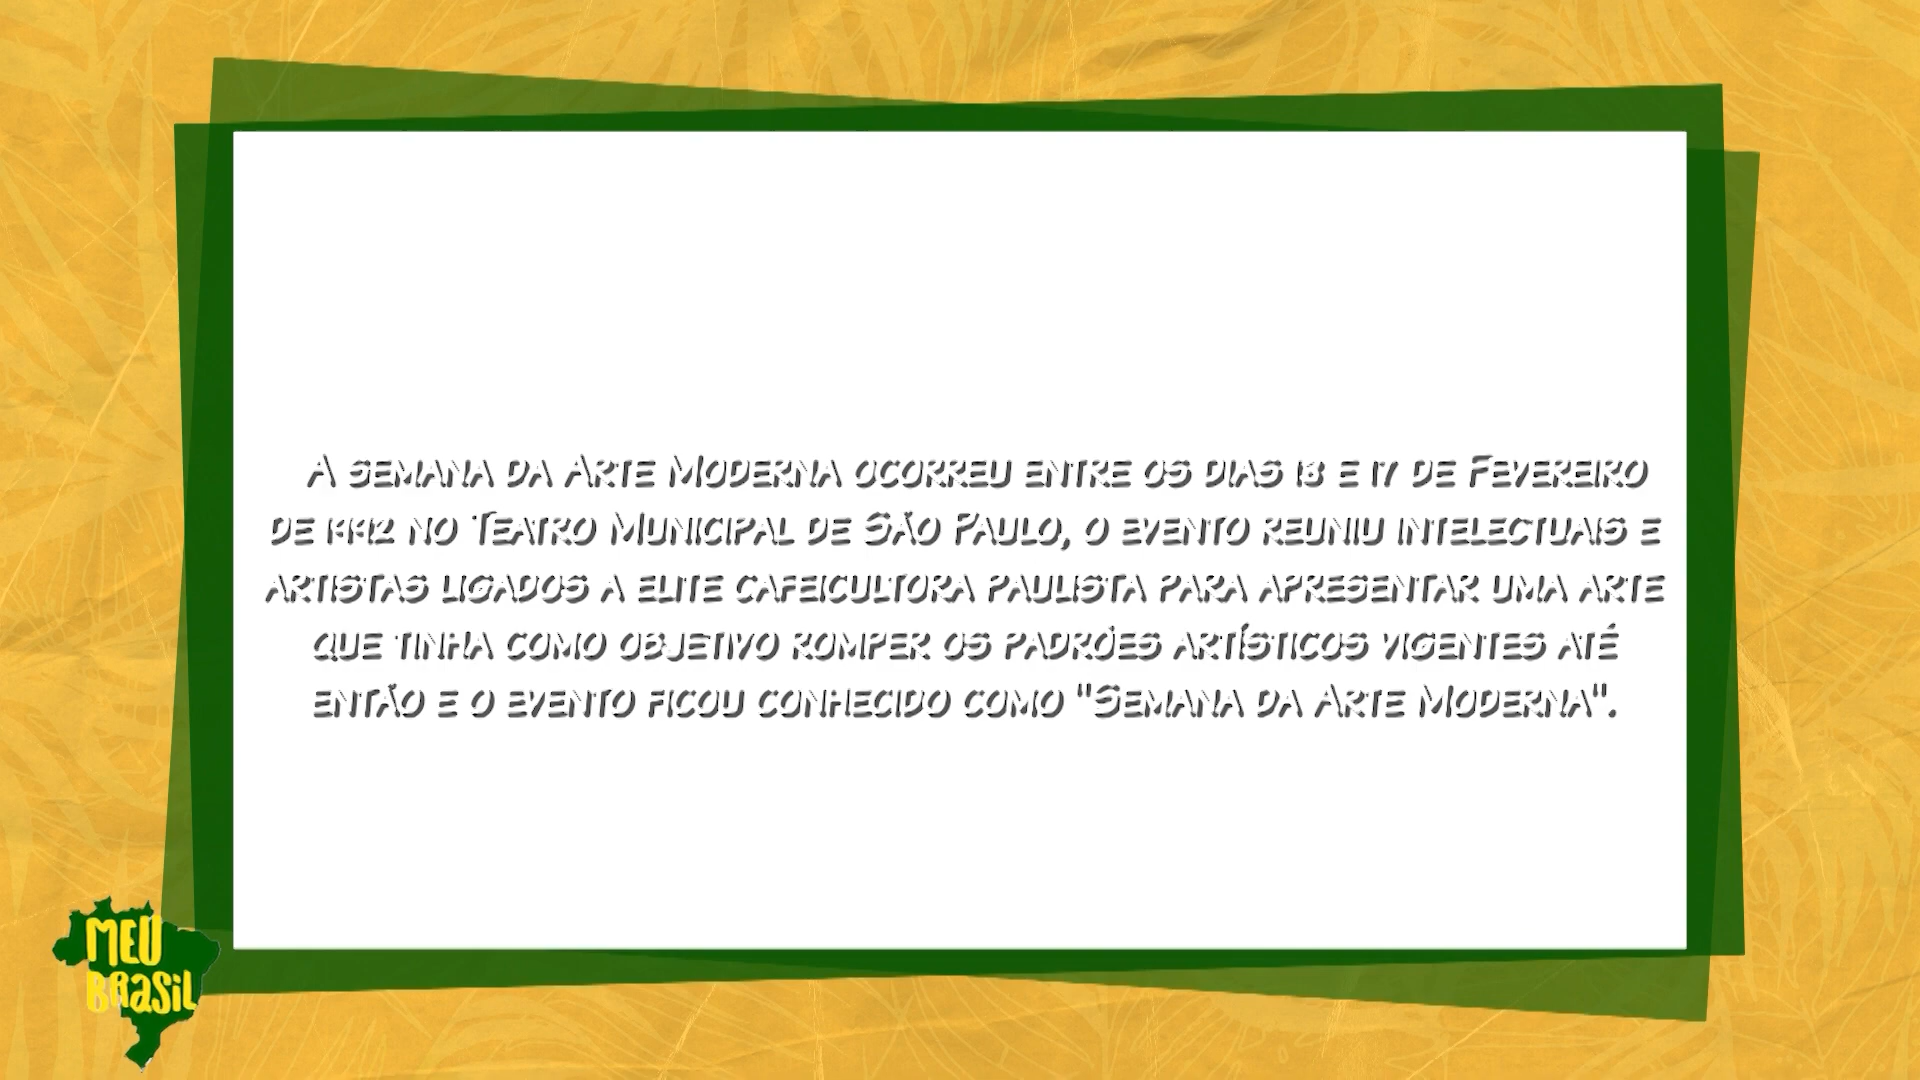 A semana da Arte Moderna ocorreu entre os dias 13 e 17 de Fevereiro
de 1992 no Teatro Municipal de São Paulo, o evento reuniu intelectuais e
artistas ligados a elite cafeicultora paulista para apresentar uma arte
que tinha como objetivo romper os padrões artísticos vigentes até
então e o evento ficou conhecido como "Semana da Arte Moderna".
MEU
BRASIL